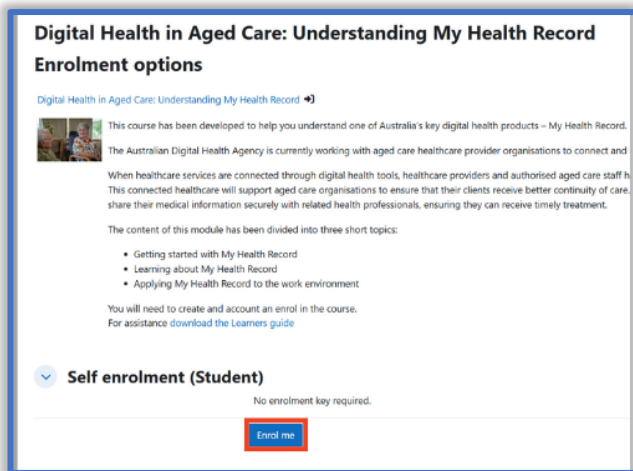 Digital Health in Aged Care: Understanding My Health Record
Enrolment options
Digital Health in Aged Care: Understanding My Health Record
This course has been developed to help you understand one of Australia's key digital health products – My Health Record.
The Australian Digital Health Agency is currently working with aged care healthcare provider organisations to connect and
When healthcare services are connected through digital health tools, healthcare providers and authorised aged care staff h
This connected healthcare will support aged care organisations to ensure that their clients receive better continuity of care.
share their medical information securely with related health professionals, ensuring they can receive timely treatment.
The content of this module has been divided into three short topics:
• Getting started with My Health Record
• Learning about My Health Record
• Applying My Health Record to the work environment
You will need to create and account an enrol in the course.
For assistance download the Learners guide
Self enrolment (Student)
No enrolment key required.
Enrol me